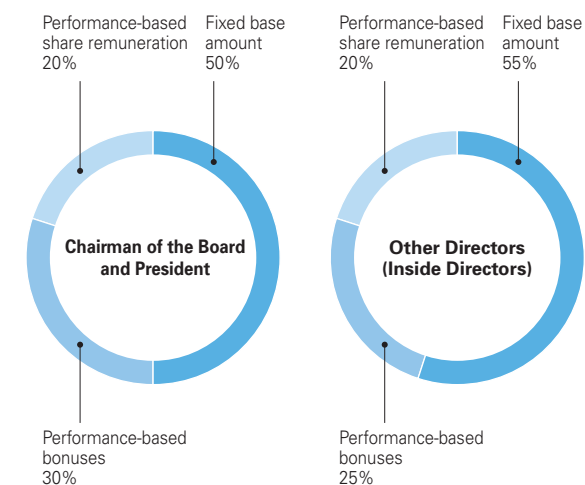 Performance-based
share remuneration
20%
Fixed base
amount
50%
Chairman of the Board
and President
Performance-based
bonuses
30%
Performance-based
share remuneration
20%
Fixed base
amount
55%
Other Directors
(Inside Directors)
Performance-based
bonuses
25%